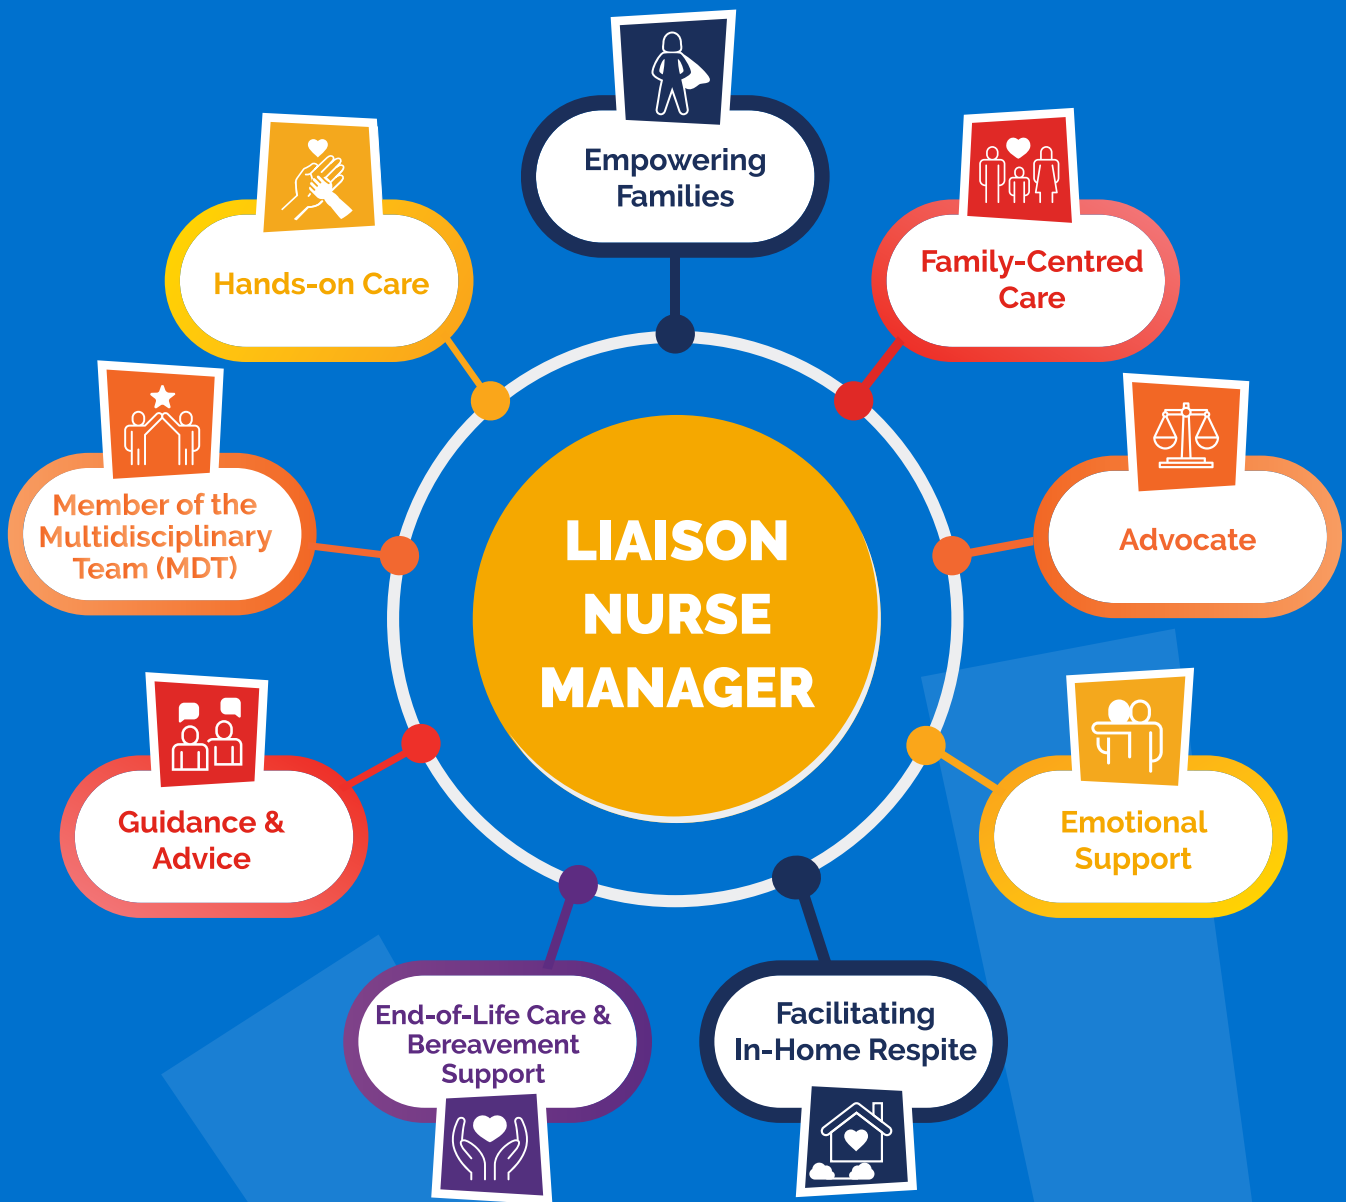 Empowering
Families
Family-Centred
Care
Hands-on Care
Member of the
Multidisciplinary
Team (MDT)
Advocate
LIAISON
NURSE
MANAGER
Guidance &
Advice
Emotional
Support
End-of-Life Care &
Bereavement
Support
Facilitating
In-Home Respite